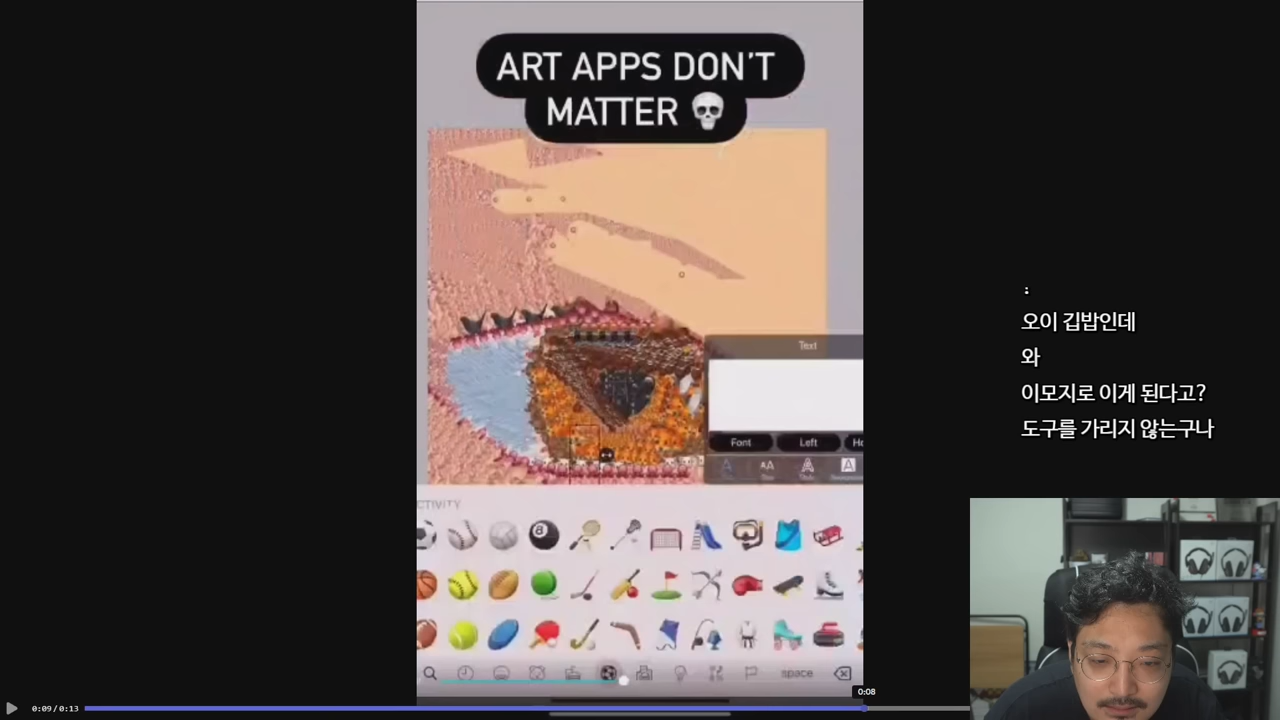 ART APPS DON'T
MATTER 💀
Text
Font
Left
CTIVITY
space
:
오이 김밥인데
와
이모지로 이게 된다고?
도구를 가리지 않는구나
0:08
0:09 / 0:13